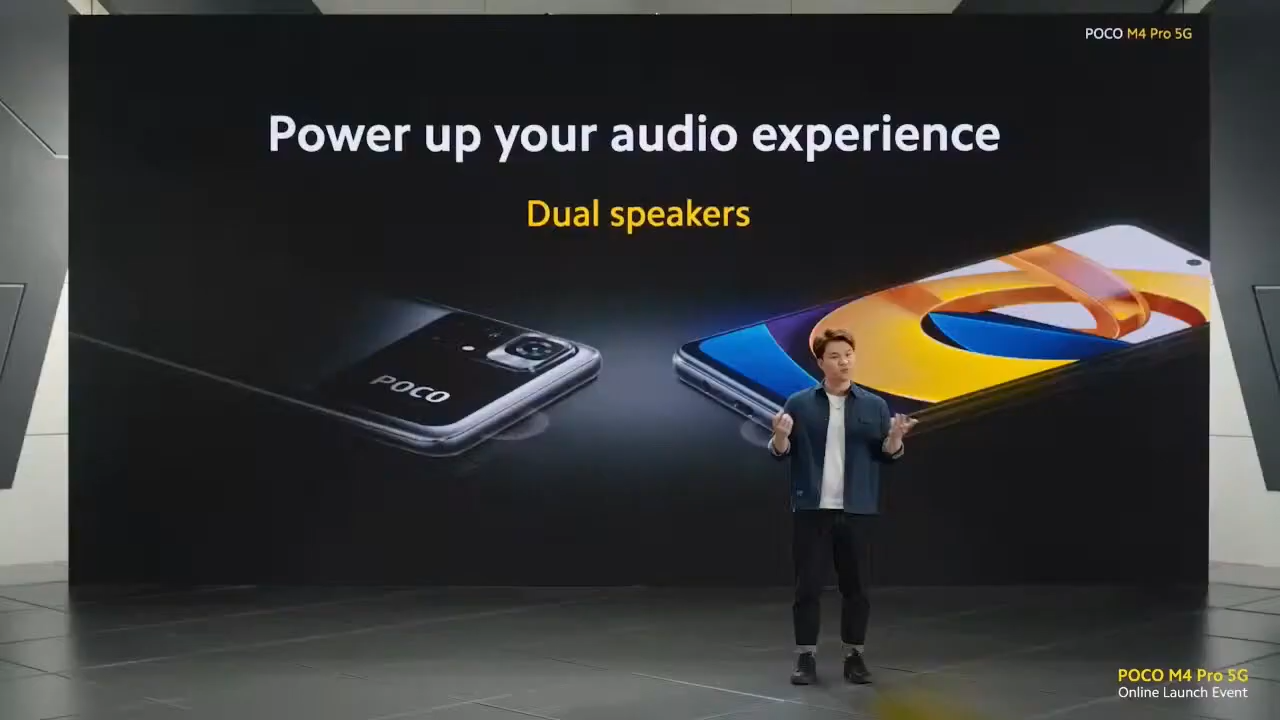 POCO M4 Pro 5G
Power up your audio experience
Dual speakers
POCO
POCO M4 Pro 5G
Online Launch Event